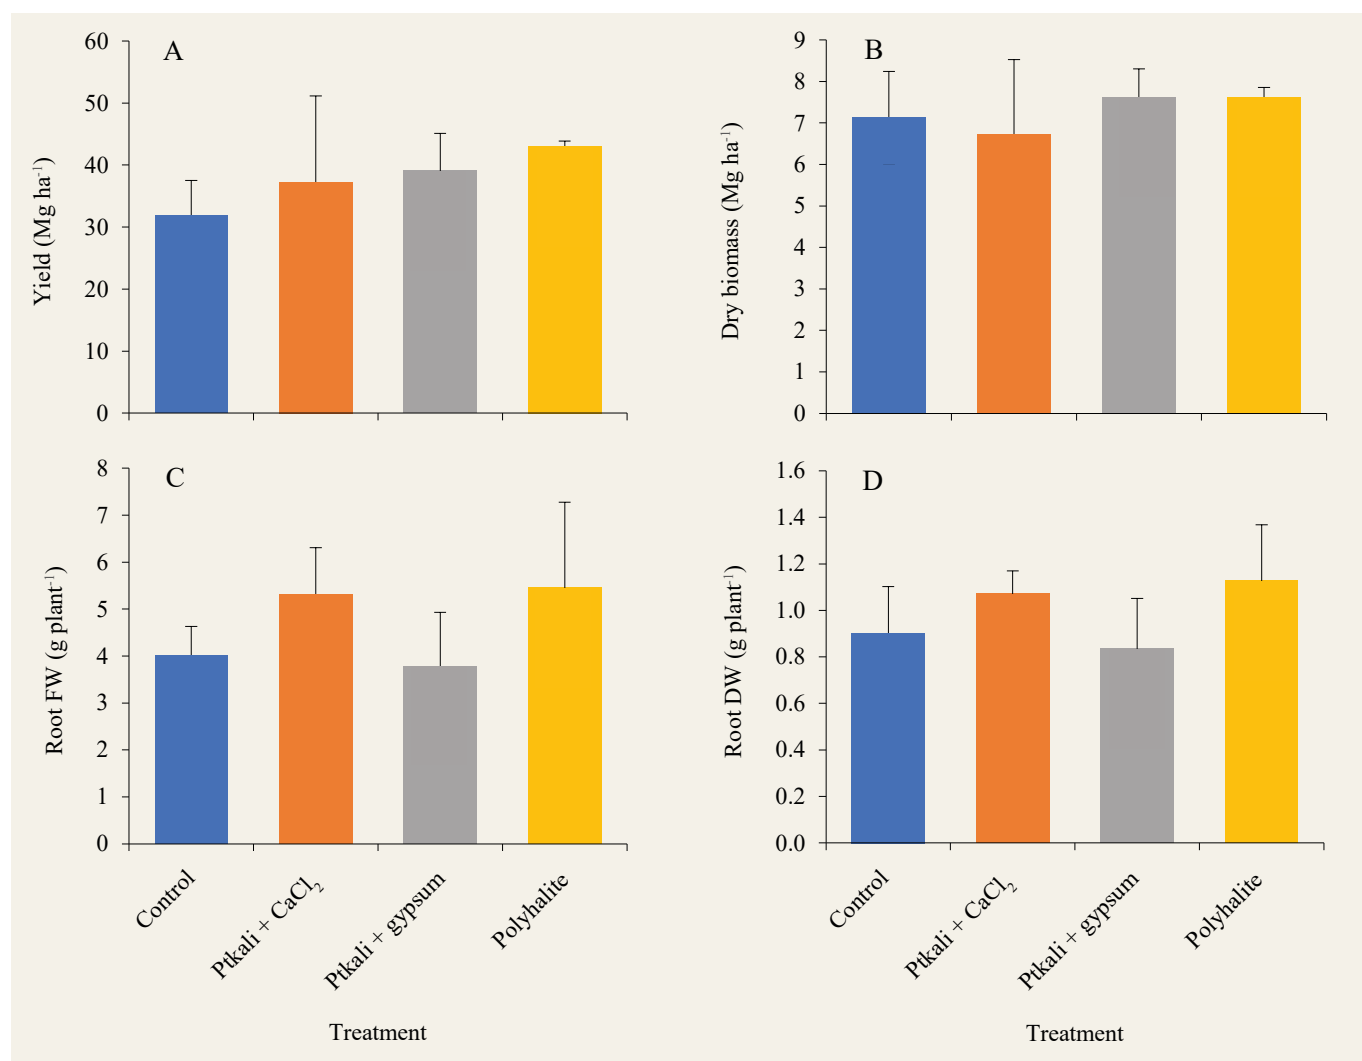 A
60
50
40
30
20
10
0
Yield (Mg ha⁻¹)
B
9
8
7
6
5
4
3
2
1
0
Dry biomass (Mg ha⁻¹)
C
8
7
6
5
4
3
2
1
0
Root FW (g plant⁻¹)
Control
Ptkali + CaCl₂
Ptkali + gypsum
Polyhalite
Treatment
D
1.6
1.4
1.2
1.0
0.8
0.6
0.4
0.2
0.0
Root DW (g plant⁻¹)
Control
Ptkali + CaCl₂
Ptkali + gypsum
Polyhalite
Treatment